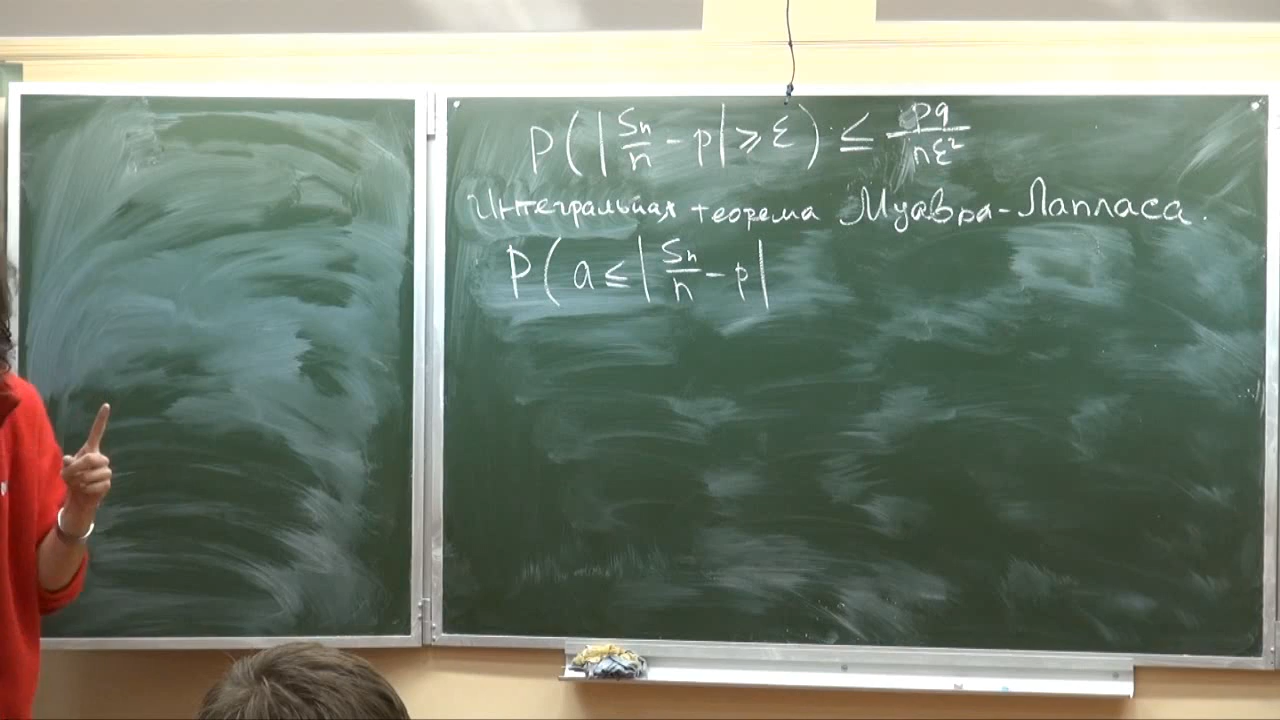 P(|Sn/n - p| ⩾ ε) ≤ pq/nε²
Интегральная теорема Муавра-Лапласа.
P(a ≤ |Sn/n - p|